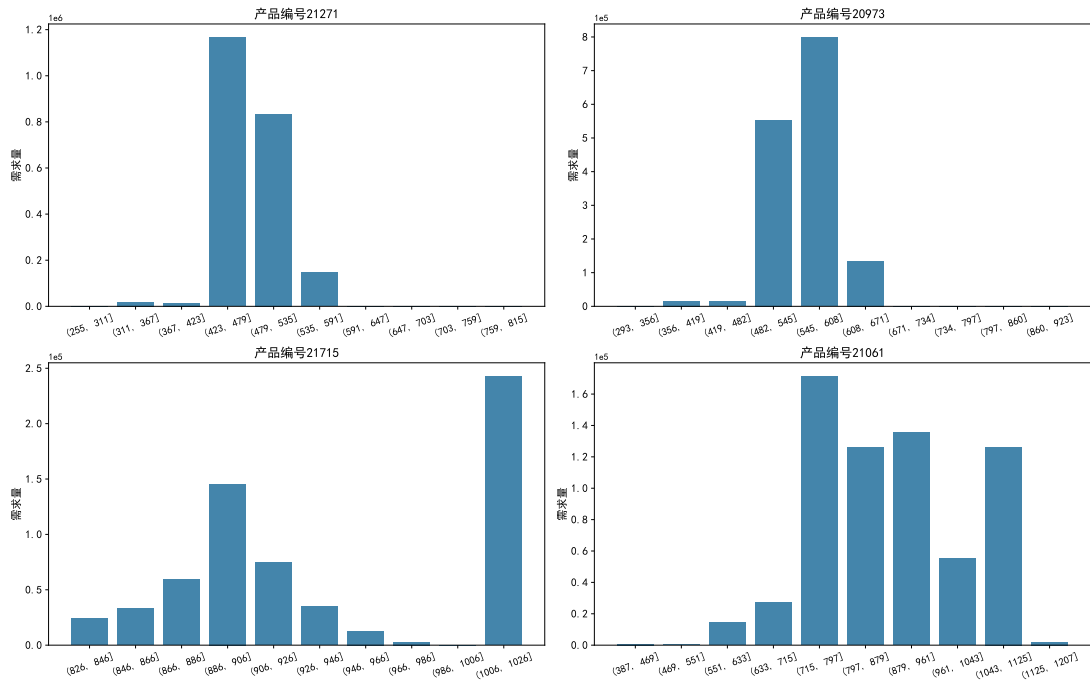 产品编号21271
1e6
1.2
1.0
0.8
0.6
0.4
0.2
0.0
需求量
(255, 311] (311, 367] (367, 423] (423, 479] (479, 535] (535, 591] (591, 647] (647, 703] (703, 759] (759, 815]
产品编号20973
1e5
8
7
6
5
4
3
2
1
0
需求量
(293, 356] (356, 419] (419, 482] (482, 545] (545, 608] (608, 671] (671, 734] (734, 797] (797, 860] (860, 923]
产品编号21715
1e5
2.5
2.0
1.5
1.0
0.5
0.0
需求量
(826, 846] (846, 866] (866, 886] (886, 906] (906, 926] (926, 946] (946, 966] (966, 986] (986, 1006] (1006, 1026]
产品编号21061
1e5
1.6
1.4
1.2
1.0
0.8
0.6
0.4
0.2
0.0
需求量
(387, 469] (469, 551] (551, 633] (633, 715] (715, 797] (797, 879] (879, 961] (961, 1043] (1043, 1125] (1125, 1207]